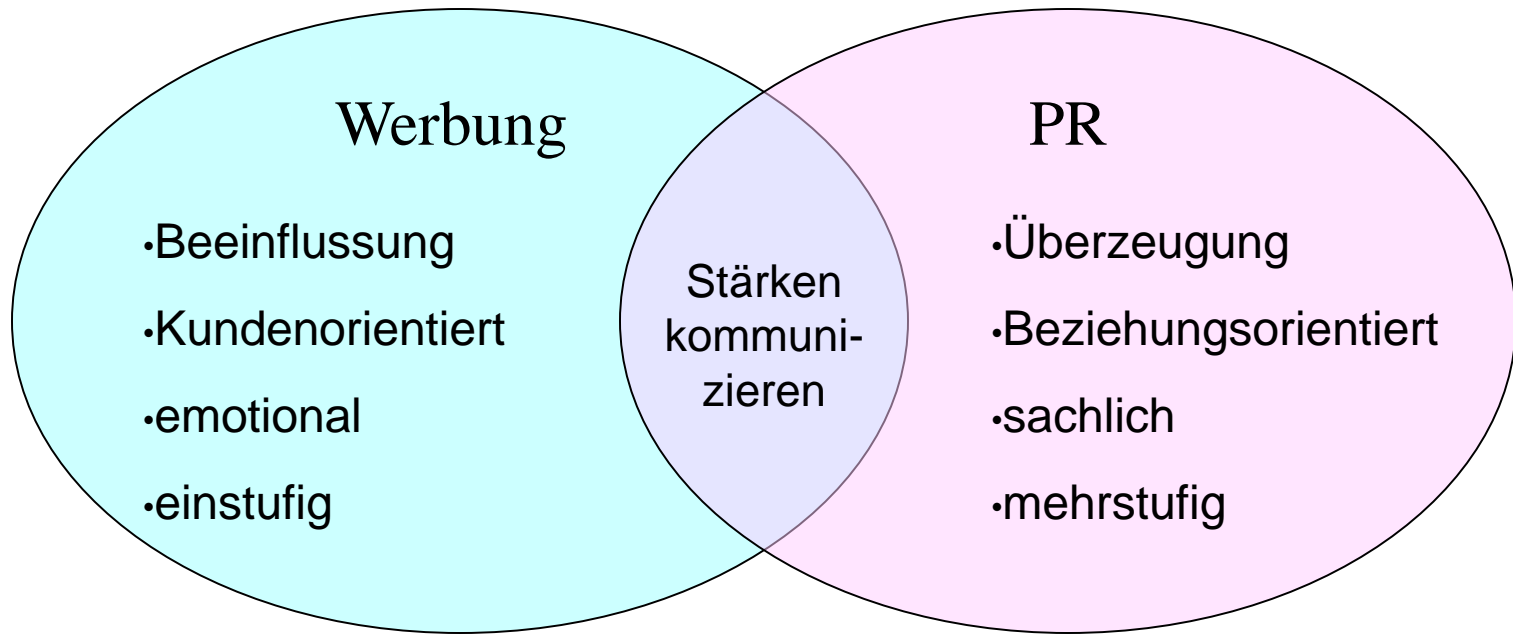 Werbung
•Beeinflussung
•Kundenorientiert
•emotional
•einstufig
Stärken
kommuni-
zieren
PR
•Überzeugung
•Beziehungsorientiert
•sachlich
•mehrstufig